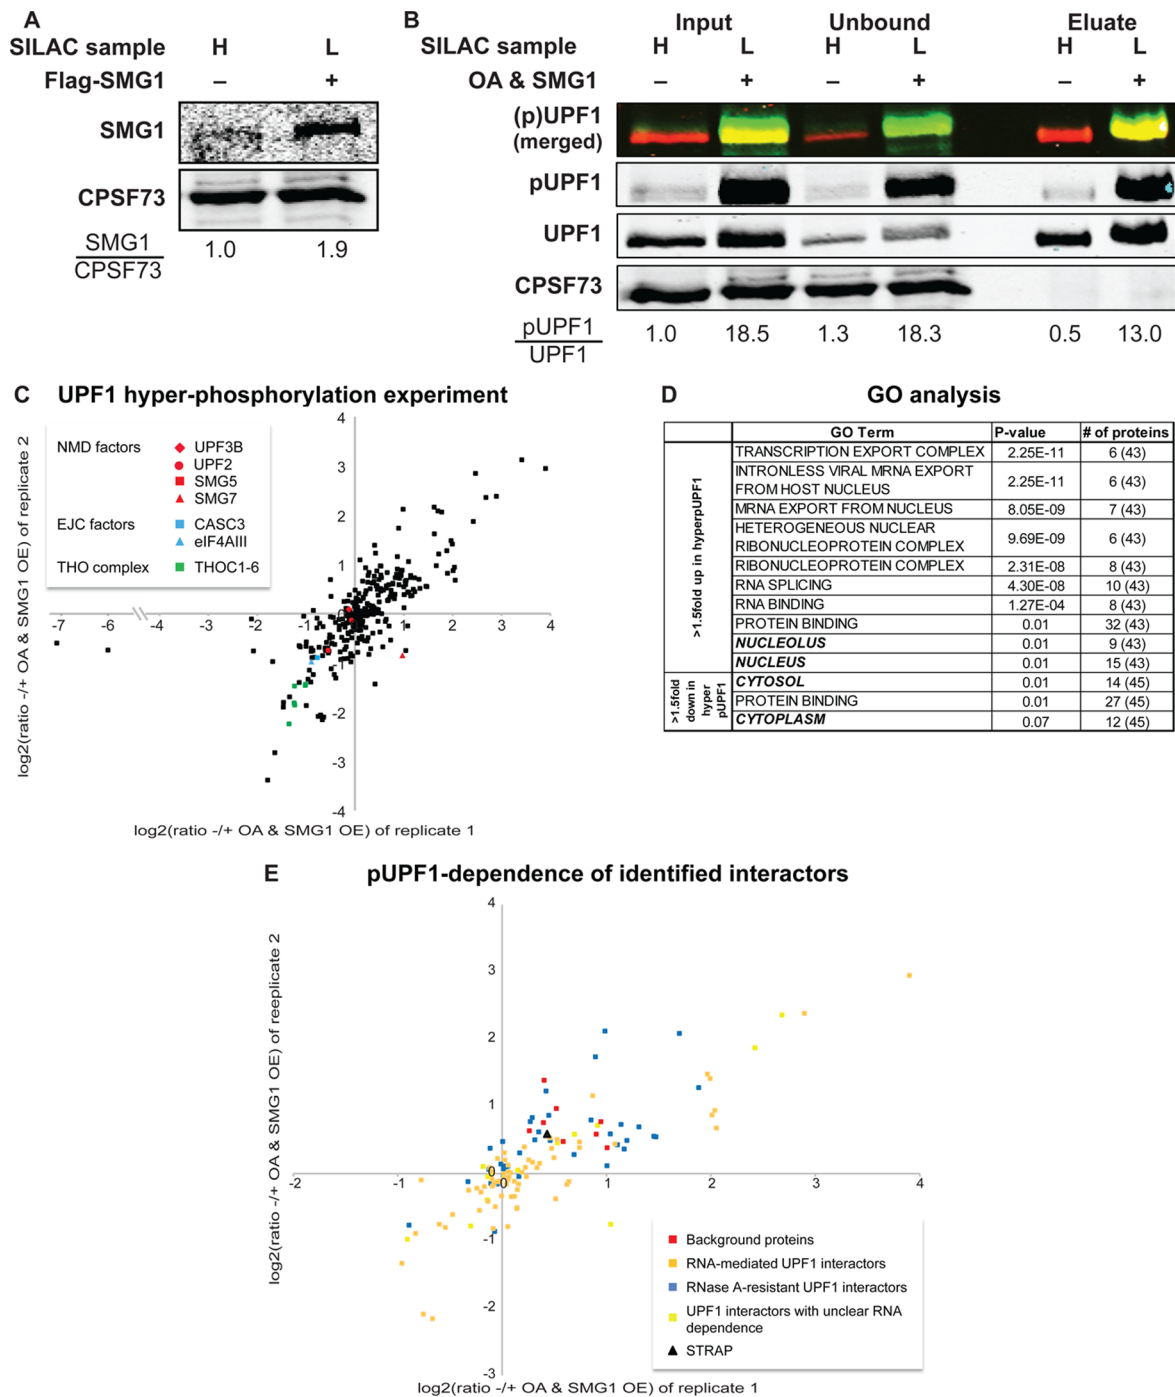 A
SILAC sample H L
Flag-SMG1 – +
SMG1
CPSF73
SMG1
CPSF73
1.0 1.9
B
Input Unbound Eluate
SILAC sample H L H L H L
OA & SMG1 – + – + – +
(p)UPF1
(merged)
pUPF1
UPF1
CPSF73
pUPF1
UPF1
1.0 18.5 1.3 18.3 0.5 13.0
C UPF1 hyper-phosphorylation experiment
log2(ratio -/+ OA & SMG1 OE) of replicate 2
NMD factors
UPF3B
UPF2
SMG5
SMG7
EJC factors
CASC3
eIF4AIII
THO complex
THOC1-6
4
3
2
1
0
-1
-2
-3
-4
-7 -6 -4 -3 -2 -1 0 1 2 3 4
log2(ratio -/+ OA & SMG1 OE) of replicate 1
D GO analysis
GO Term P-value # of proteins
>1.5fold up in hyperpUPF1
TRANSCRIPTION EXPORT COMPLEX 2.25E-11 6 (43)
INTRONLESS VIRAL MRNA EXPORT
FROM HOST NUCLEUS 2.25E-11 6 (43)
MRNA EXPORT FROM NUCLEUS 8.05E-09 7 (43)
HETEROGENEOUS NUCLEAR
RIBONUCLEOPROTEIN COMPLEX 9.69E-09 6 (43)
RIBONUCLEOPROTEIN COMPLEX 2.31E-08 8 (43)
RNA SPLICING 4.30E-08 10 (43)
RNA BINDING 1.27E-04 8 (43)
PROTEIN BINDING 0.01 32 (43)
NUCLEOLUS 0.01 9 (43)
NUCLEUS 0.01 15 (43)
>1.5fold
down in
hyper
pUPF1
CYTOSOL 0.01 14 (45)
PROTEIN BINDING 0.01 27 (45)
CYTOPLASM 0.07 12 (45)
E pUPF1-dependence of identified interactors
log2(ratio -/+ OA & SMG1 OE) of reeplicate 2
4
3
2
1
0
-1
-2
-3
-2 -1 0 1 2 3 4
Background proteins
RNA-mediated UPF1 interactors
RNase A-resistant UPF1 interactors
UPF1 interactors with unclear RNA
dependence
STRAP
log2(ratio -/+ OA & SMG1 OE) of replicate 1